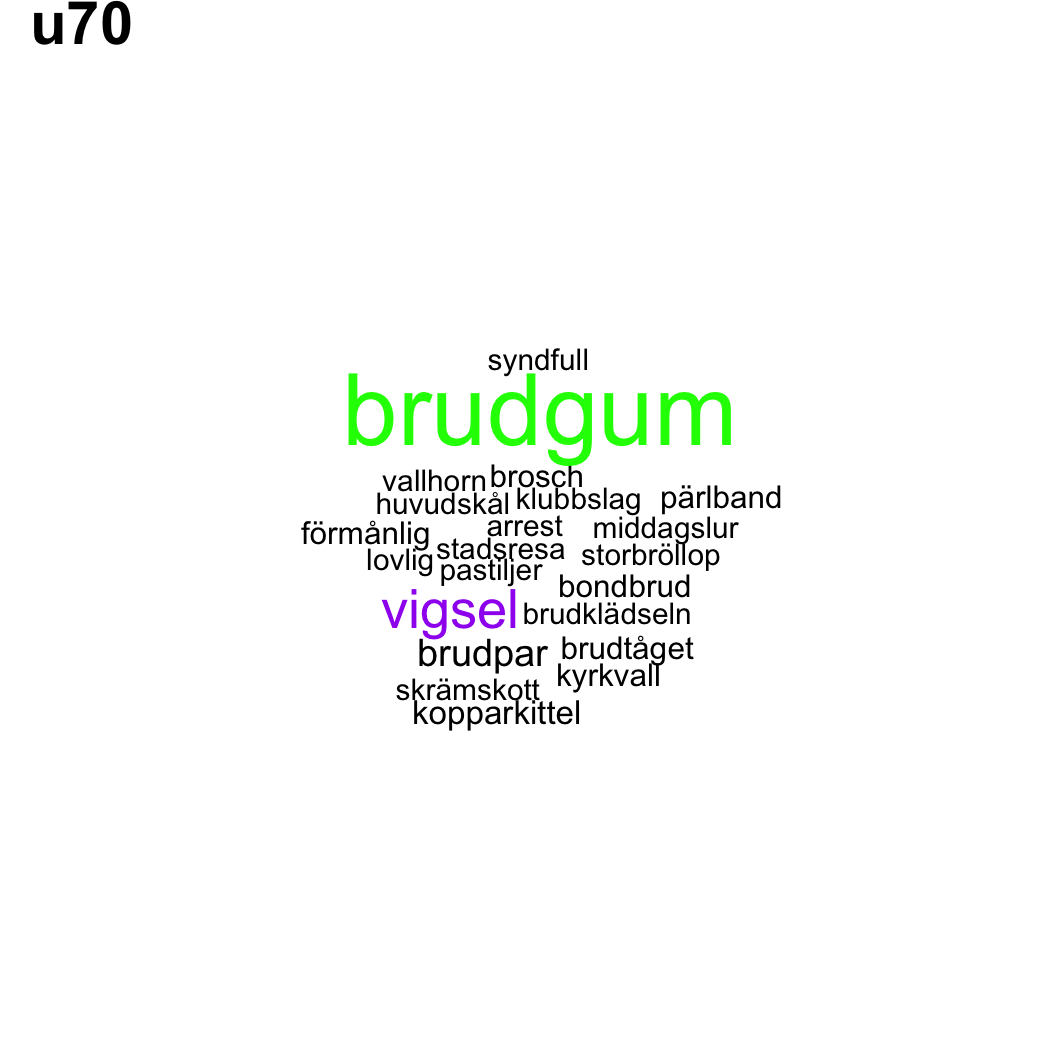 u70
syndfull
brudgum
vallhorn brosch
huvudskål klubbslag pärlband
förmånlig arrest middagslur
lovlig stadsresa storbröllop
pastiljer bondbrud
vigsel brudklädseln
brudpar brudtåget
kyrkvall
skrämskott
kopparkittel